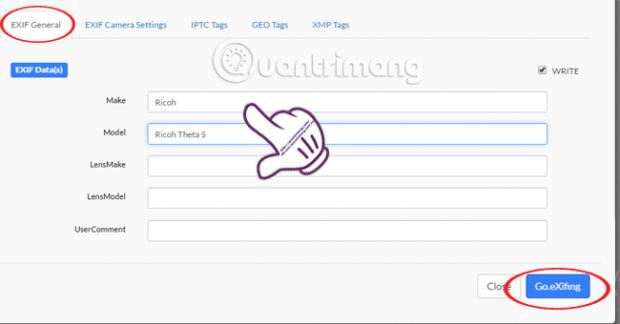 EXIF General EXIF Camera Settings IPTC Tags GEO Tags XMP Tags
Quantrimang
EXIF Data(s) WRITE
Make Ricoh
Model Ricoh Theta S
LensMake
LensModel
UserComment
Close Go.eXifing